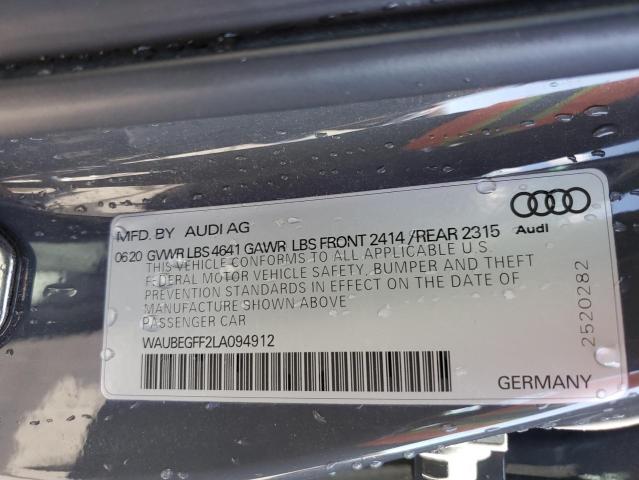 MFD. BY AUDI AG
0620 GVWR LBS 4641 GAWR LBS FRONT 2414 /REAR 2315
THIS VEHICLE CONFORMS TO ALL APPLICABLE U.S.
FEDERAL MOTOR VEHICLE SAFETY, BUMPER AND THEFT
PREVENTION STANDARDS IN EFFECT ON THE DATE OF
MANUFACTURE SHOWN ABOVE
PASSENGER CAR
WAUBEGFF2LA094912
Audi
2520282
GERMANY